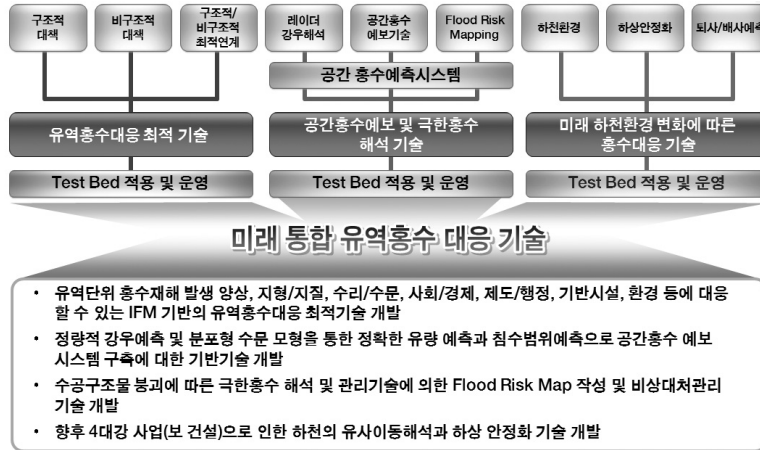 구조적
대책
비구조적
대책
구조적/
비구조적
최적연계
레이더
강우해석
공간홍수
예보기술
Flood Risk
Mapping
하천환경
하상안정화
퇴사/배사예측
공간 홍수예측시스템
유역홍수대응 최적 기술
공간홍수예보 및 극한홍수
해석 기술
미래 하천환경 변화에 따른
홍수대응 기술
Test Bed 적용 및 운영
Test Bed 적용 및 운영
Test Bed 적용 및 운영
미래 통합 유역홍수 대응 기술
• 유역단위 홍수재해 발생 양상, 지형/지질, 수리/수문, 사회/경제, 제도/행정, 기반시설, 환경 등에 대응
할 수 있는 IFM 기반의 유역홍수대응 최적기술 개발
• 정량적 강우예측 및 분포형 수문 모형을 통한 정확한 유량 예측과 침수범위예측으로 공간홍수 예보
시스템 구축에 대한 기반기술 개발
• 수공구조물 붕괴에 따른 극한홍수 해석 및 관리기술에 의한 Flood Risk Map 작성 및 비상대처관리
기술 개발
• 향후 4대강 사업(보 건설)으로 인한 하천의 유사이동해석과 하상 안정화 기술 개발